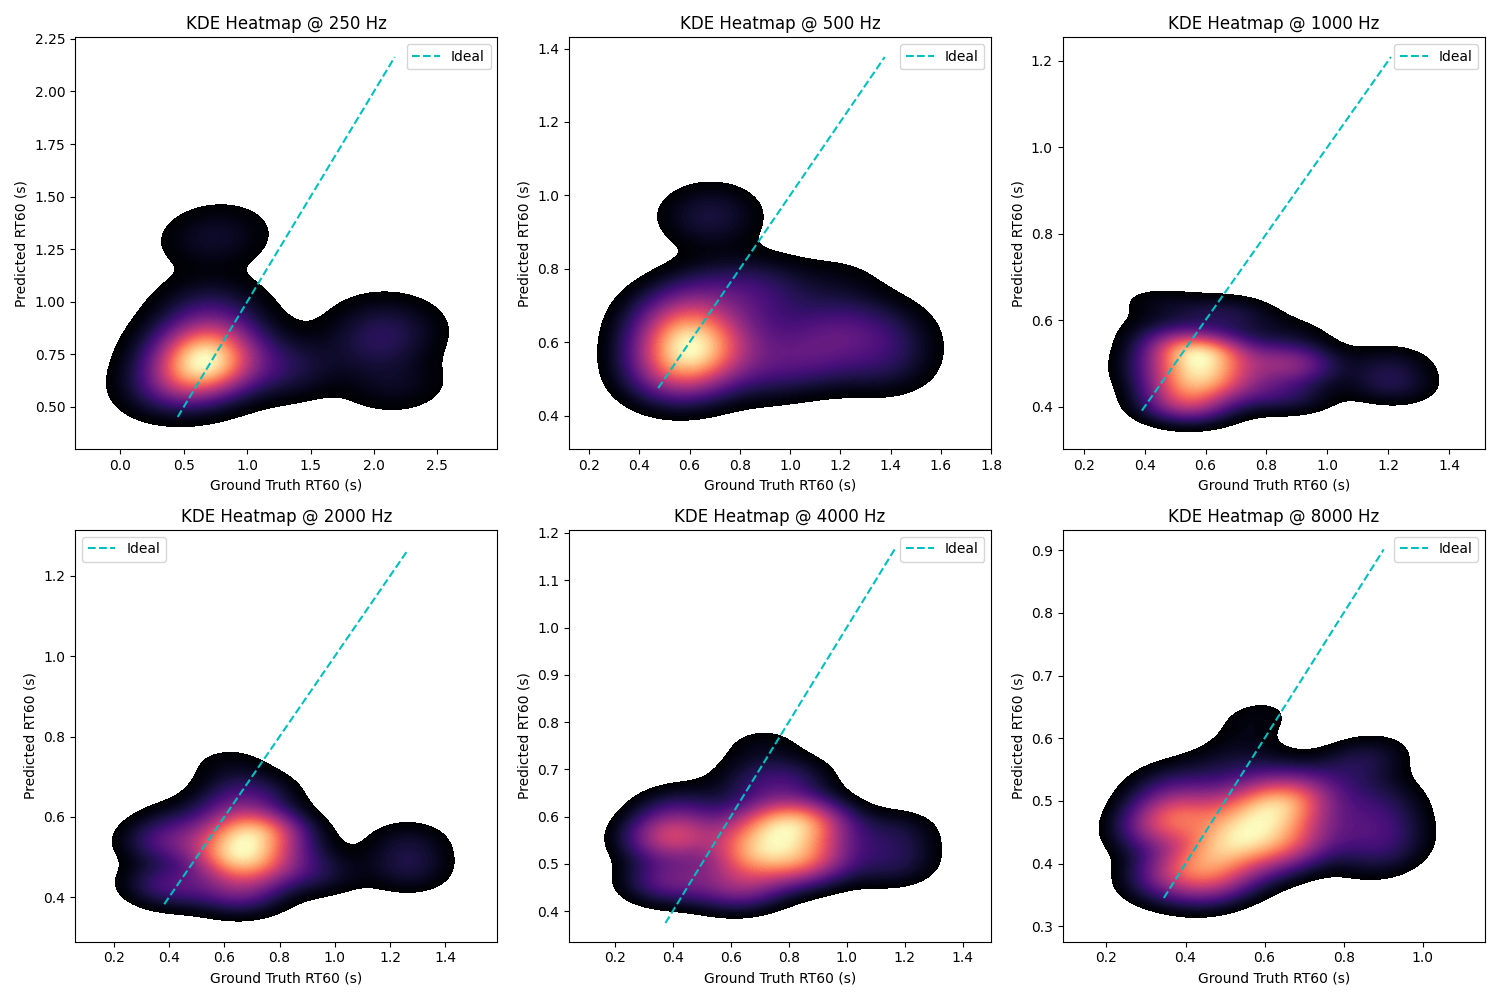 KDE Heatmap @ 250 Hz
Ideal
2.25
2.00
1.75
1.50
1.25
1.00
0.75
0.50
Predicted RT60 (s)
0.0 0.5 1.0 1.5 2.0 2.5
Ground Truth RT60 (s)
KDE Heatmap @ 500 Hz
Ideal
1.4
1.2
1.0
0.8
0.6
0.4
Predicted RT60 (s)
0.2 0.4 0.6 0.8 1.0 1.2 1.4 1.6 1.8
Ground Truth RT60 (s)
KDE Heatmap @ 1000 Hz
Ideal
1.2
1.0
0.8
0.6
0.4
Predicted RT60 (s)
0.2 0.4 0.6 0.8 1.0 1.2 1.4
Ground Truth RT60 (s)
KDE Heatmap @ 2000 Hz
Ideal
1.2
1.0
0.8
0.6
0.4
Predicted RT60 (s)
0.2 0.4 0.6 0.8 1.0 1.2 1.4
Ground Truth RT60 (s)
KDE Heatmap @ 4000 Hz
Ideal
1.2
1.1
1.0
0.9
0.8
0.7
0.6
0.5
0.4
Predicted RT60 (s)
0.2 0.4 0.6 0.8 1.0 1.2 1.4
Ground Truth RT60 (s)
KDE Heatmap @ 8000 Hz
Ideal
0.9
0.8
0.7
0.6
0.5
0.4
0.3
Predicted RT60 (s)
0.2 0.4 0.6 0.8 1.0
Ground Truth RT60 (s)